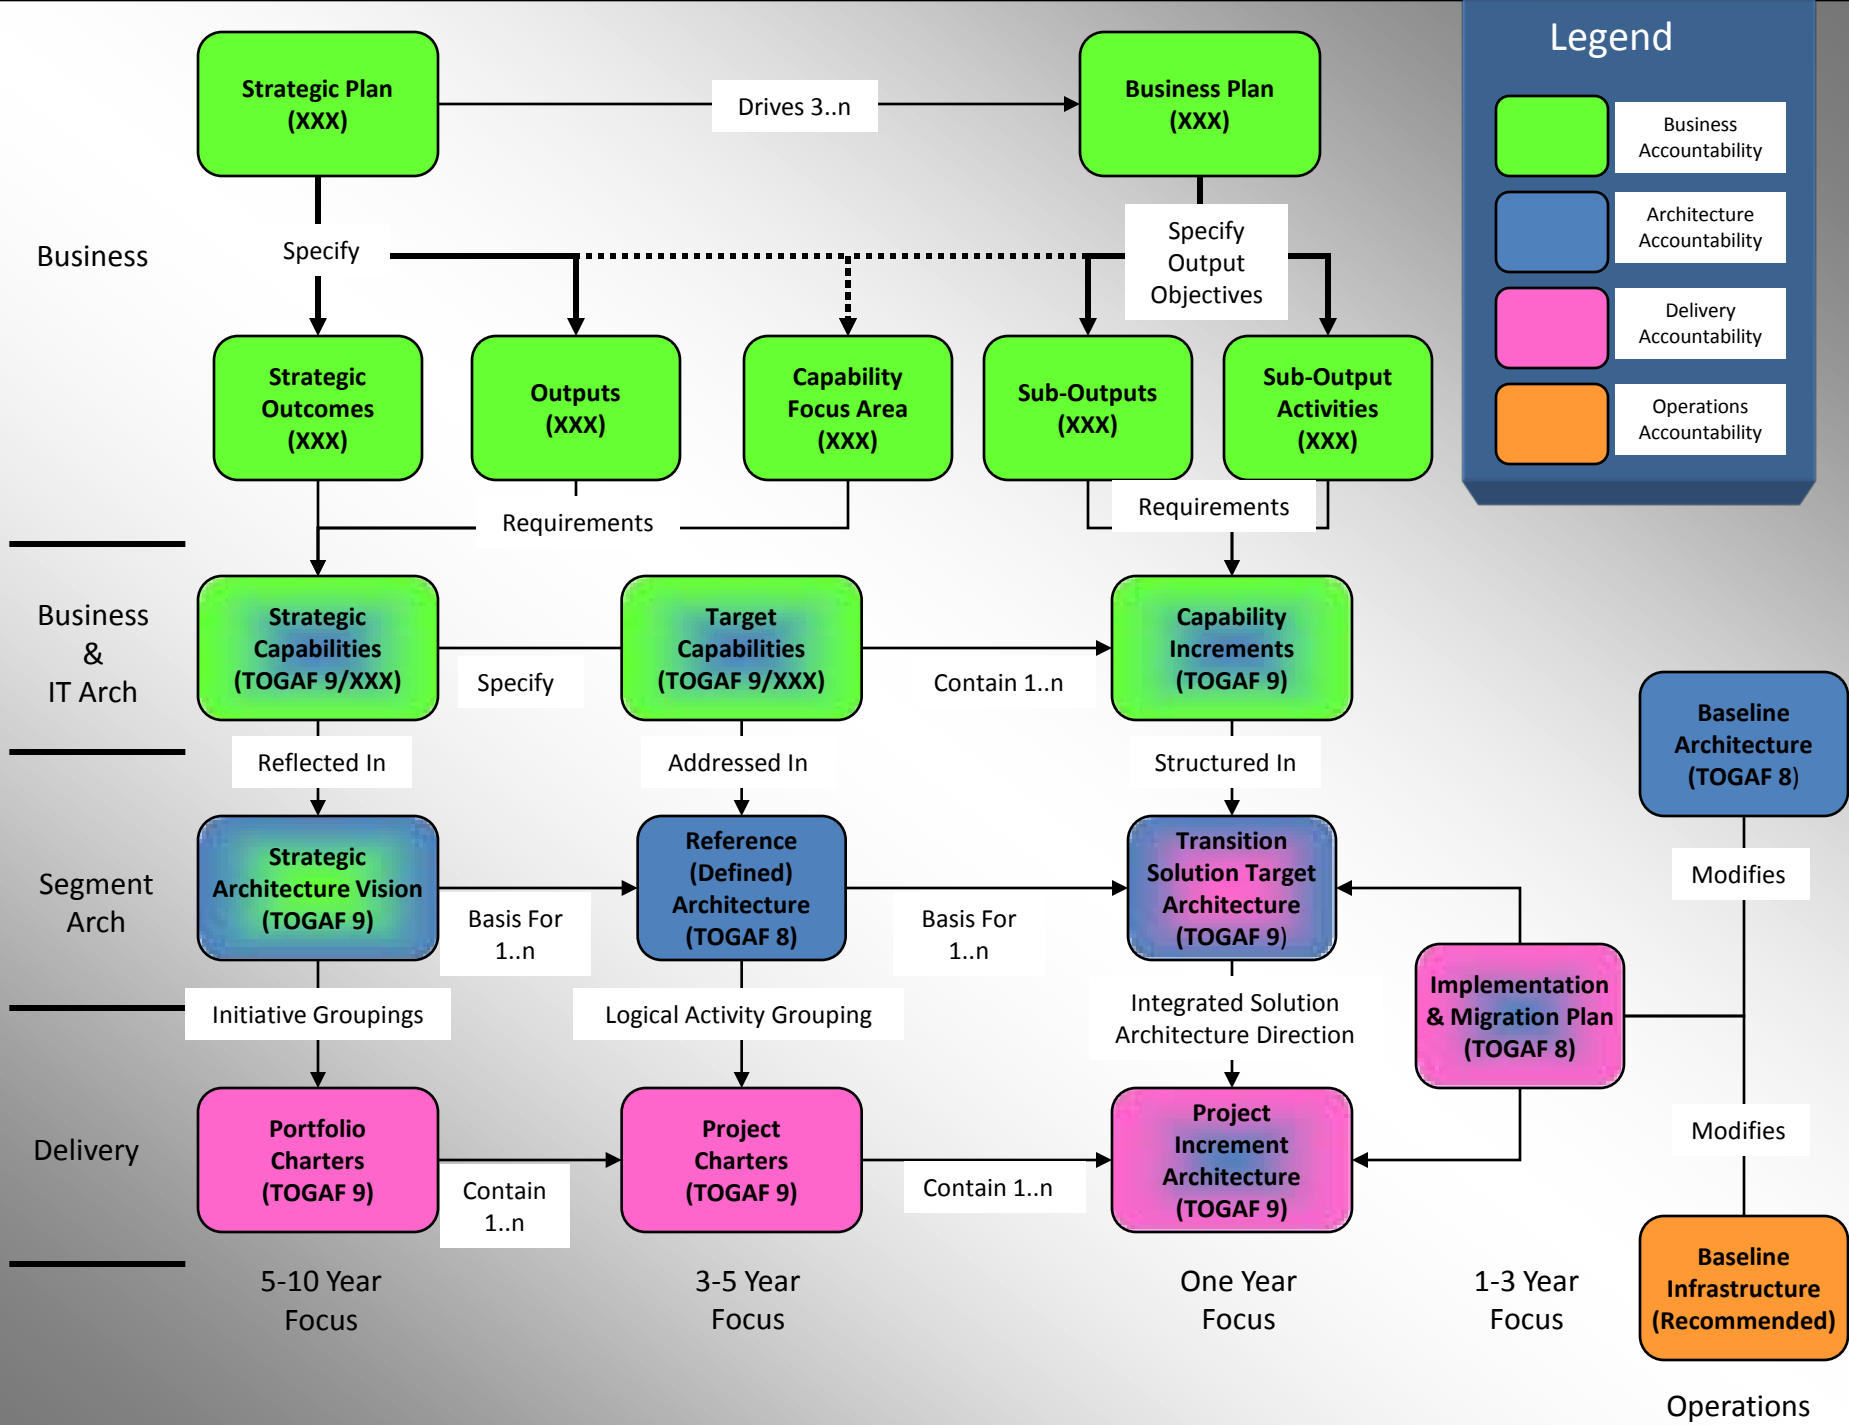 Legend
Business
Accountability
Architecture
Accountability
Delivery
Accountability
Operations
Accountability
Strategic Plan
(XXX)
Drives 3..n
Business Plan
(XXX)
Business
Specify
Specify
Output
Objectives
Strategic
Outcomes
(XXX)
Outputs
(XXX)
Capability
Focus Area
(XXX)
Sub-Outputs
(XXX)
Sub-Output
Activities
(XXX)
Requirements
Requirements
Business
&
IT Arch
Strategic
Capabilities
(TOGAF 9/XXX)
Specify
Target
Capabilities
(TOGAF 9/XXX)
Contain 1..n
Capability
Increments
(TOGAF 9)
Baseline
Architecture
(TOGAF 8)
Reflected In
Addressed In
Structured In
Segment
Arch
Strategic
Architecture Vision
(TOGAF 9)
Basis For
1..n
Reference
(Defined)
Architecture
(TOGAF 8)
Basis For
1..n
Transition
Solution Target
Architecture
(TOGAF 9)
Modifies
Implementation
& Migration Plan
(TOGAF 8)
Initiative Groupings
Logical Activity Grouping
Integrated Solution
Architecture Direction
Delivery
Portfolio
Charters
(TOGAF 9)
Contain
1..n
Project
Charters
(TOGAF 9)
Contain 1..n
Project
Increment
Architecture
(TOGAF 9)
Modifies
Baseline
Infrastructure
(Recommended)
5-10 Year
Focus
3-5 Year
Focus
One Year
Focus
1-3 Year
Focus
Operations